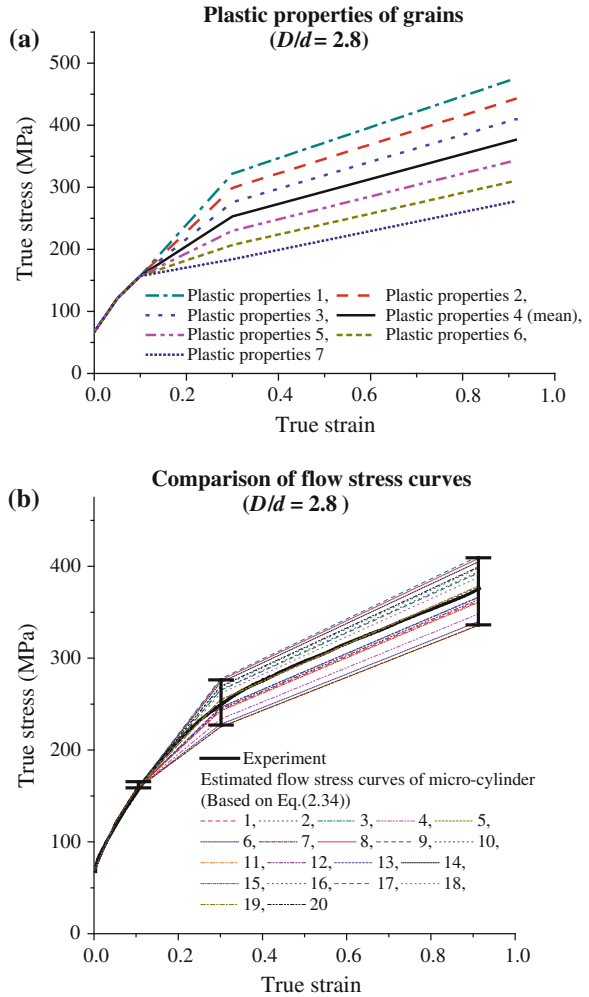 Plastic properties of grains
(a)
(D/d= 2.8)
500
400
300
200
100
0
True stress (MPa)
Plastic properties 1, Plastic properties 2,
Plastic properties 3, Plastic properties 4 (mean),
Plastic properties 5, Plastic properties 6,
Plastic properties 7
0.0 0.2 0.4 0.6 0.8 1.0
True strain
Comparison of flow stress curves
(b)
(D/d = 2.8 )
400
300
200
100
0
True stress (MPa)
Experiment
Estimated flow stress curves of micro-cylinder
(Based on Eq.(2.34))
1, 2, 3, 4, 5,
6, 7, 8, 9, 10,
11, 12, 13, 14,
15, 16, 17, 18,
19, 20
0.0 0.2 0.4 0.6 0.8 1.0
True strain